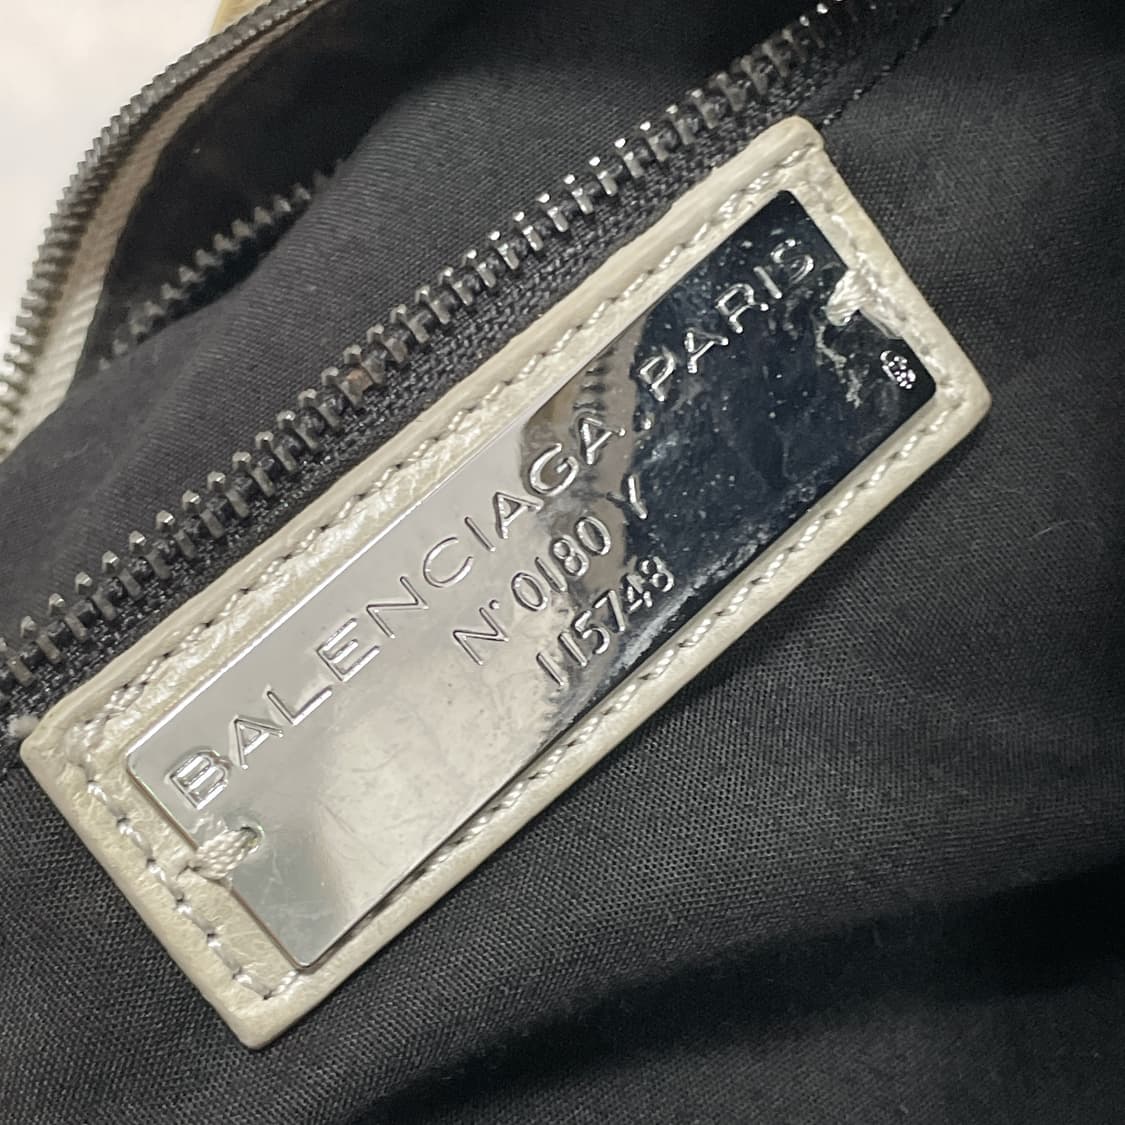 BALENCIAGA.PARIS
N° 0180 Y
115748